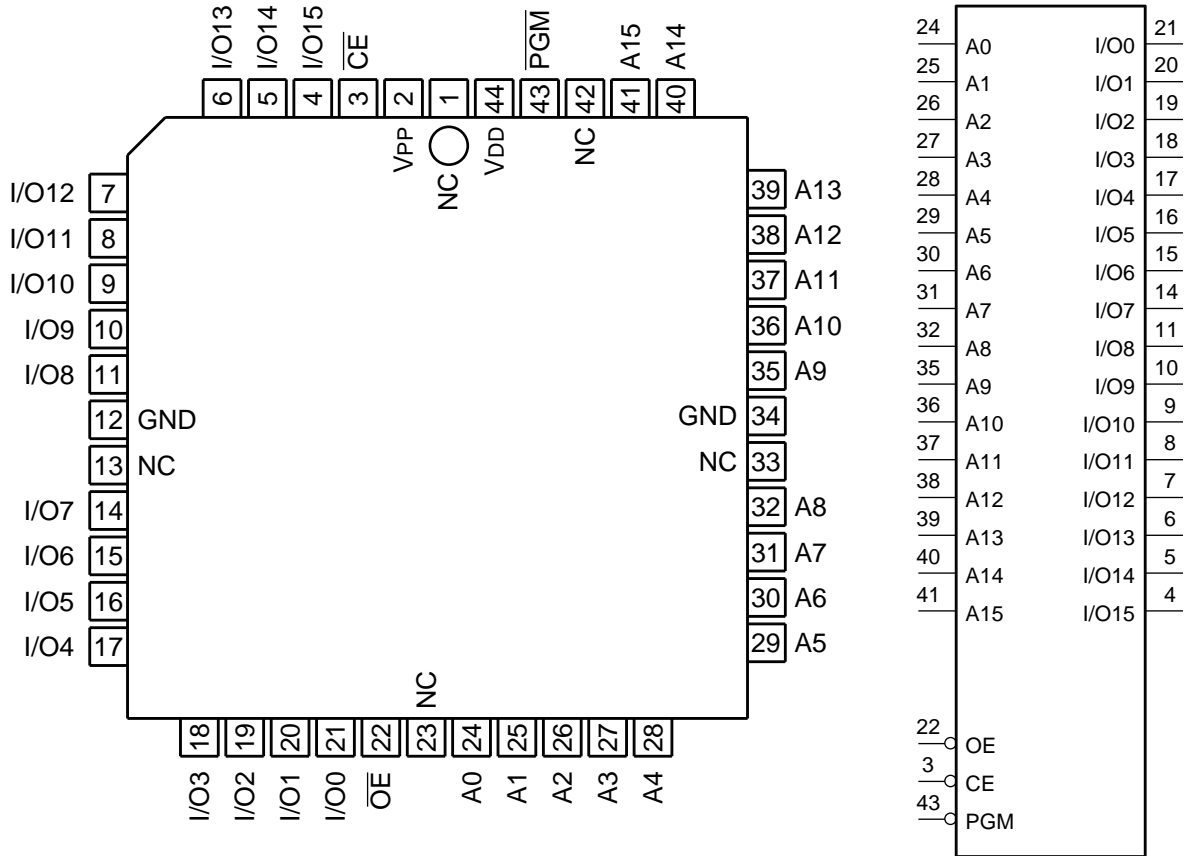 I/O13 I/O14 I/O15 CE PGM A15 A14
6 5 4 3 2 1 44 43 42 41 40
VPP NC VDD NC
I/O12 7
I/O11 8
I/O10 9
I/O9 10
I/O8 11
12 GND
13 NC
I/O7 14
I/O6 15
I/O5 16
I/O4 17
39 A13
38 A12
37 A11
36 A10
35 A9
GND 34
NC 33
32 A8
31 A7
30 A6
29 A5
NC
18 19 20 21 22 23 24 25 26 27 28
I/O3 I/O2 I/O1 I/O0 OE A0 A1 A2 A3 A4
24 A0 I/O0 21
25 A1 I/O1 20
26 A2 I/O2 19
27 A3 I/O3 18
28 A4 I/O4 17
29 A5 I/O5 16
30 A6 I/O6 15
31 A7 I/O7 14
32 A8 I/O8 11
35 A9 I/O9 10
36 A10 I/O10 9
37 A11 I/O11 8
38 A12 I/O12 7
39 A13 I/O13 6
40 A14 I/O14 5
41 A15 I/O15 4
22 OE
3 CE
43 PGM